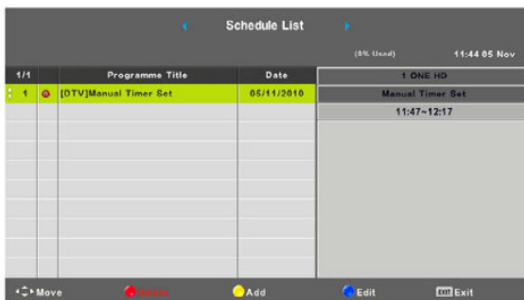 Schedule List
(8% Used) 11:44 05 Nov
1/1 Programme Title Date 1 ONE HD
1 [DTV]Manual Timer Set 05/11/2010 Manual Timer Set
11:47~12:17
Move Delete Add Edit EXIT Exit